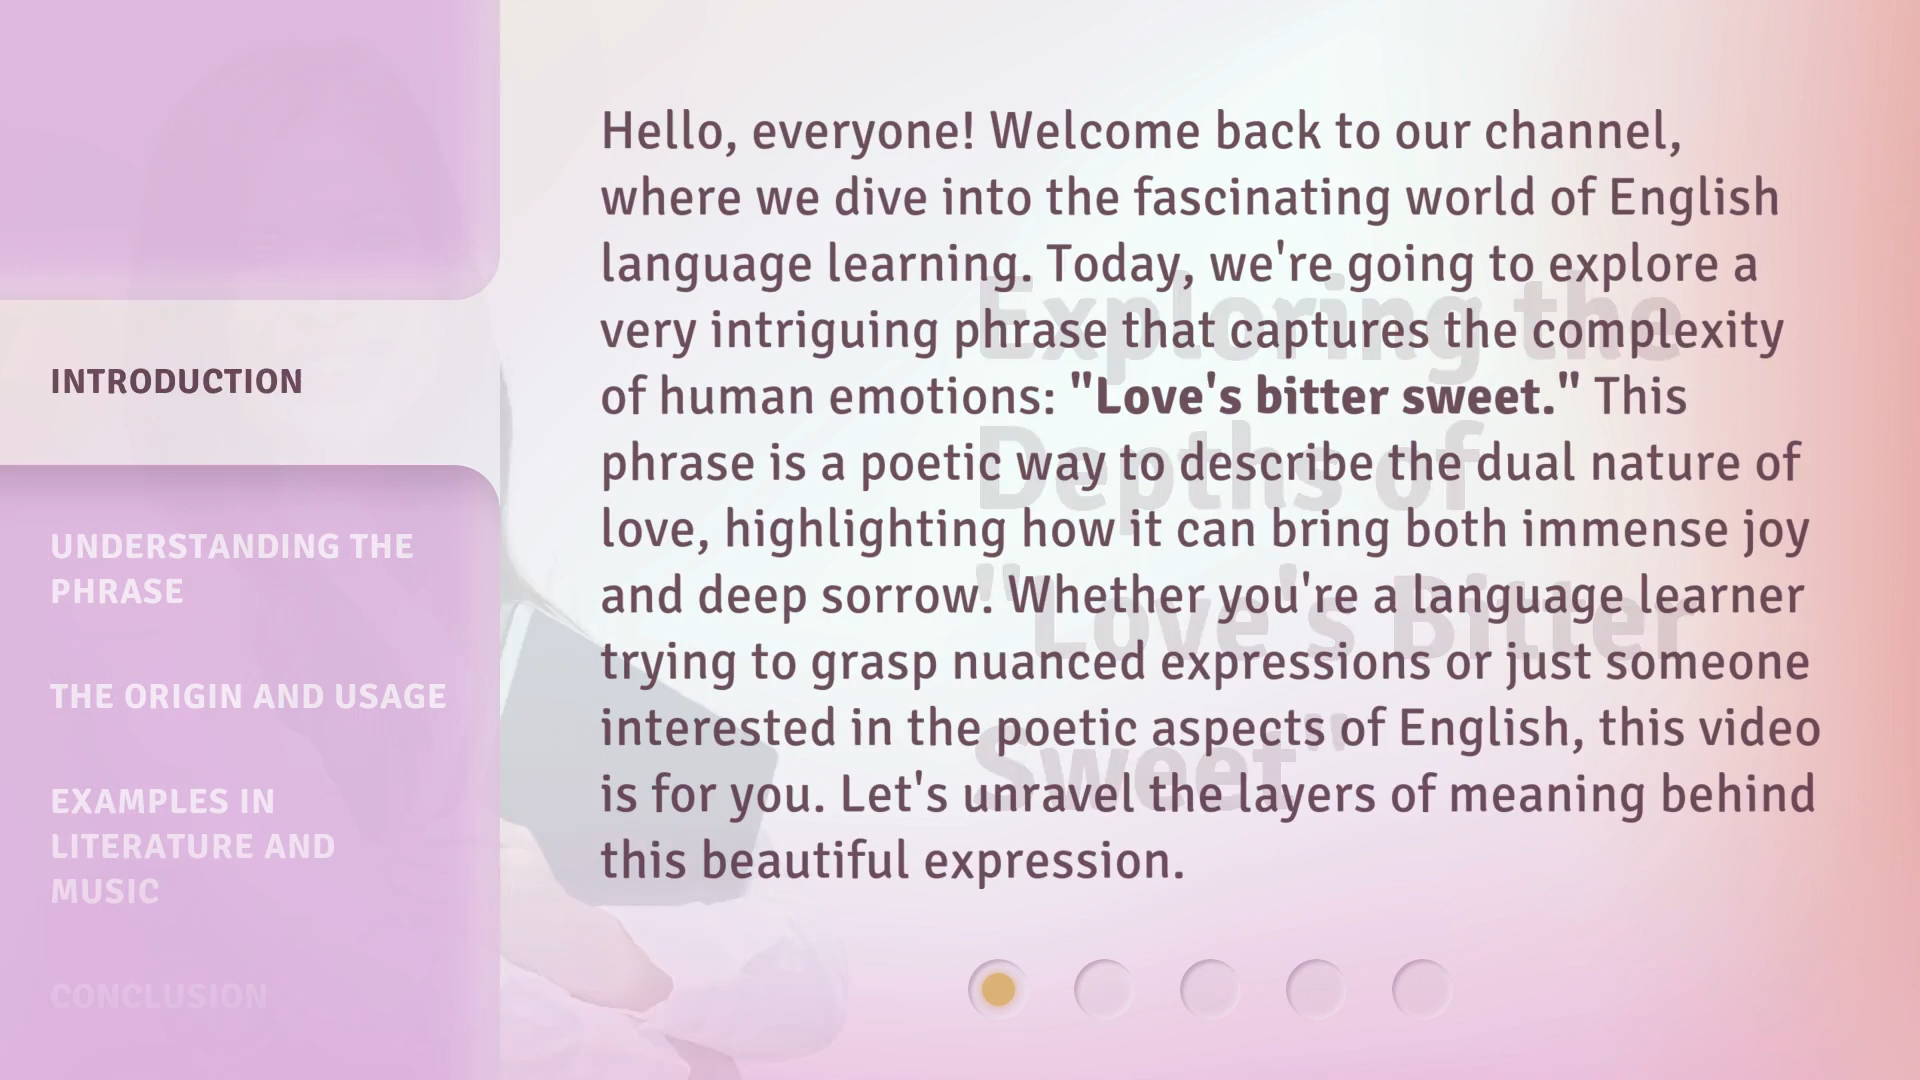 INTRODUCTION
UNDERSTANDING THE
PHRASE
THE ORIGIN AND USAGE
EXAMPLES IN
LITERATURE AND
MUSIC
CONCLUSION
Hello, everyone! Welcome back to our channel,
where we dive into the fascinating world of English
language learning. Today, we're going to explore a
very intriguing phrase that captures the complexity
of human emotions: "Love's bitter sweet." This
phrase is a poetic way to describe the dual nature of
love, highlighting how it can bring both immense joy
and deep sorrow. Whether you're a language learner
trying to grasp nuanced expressions or just someone
interested in the poetic aspects of English, this video
is for you. Let's unravel the layers of meaning behind
this beautiful expression.
Exploring the
Depths of
"Love's Bitter
Sweet"